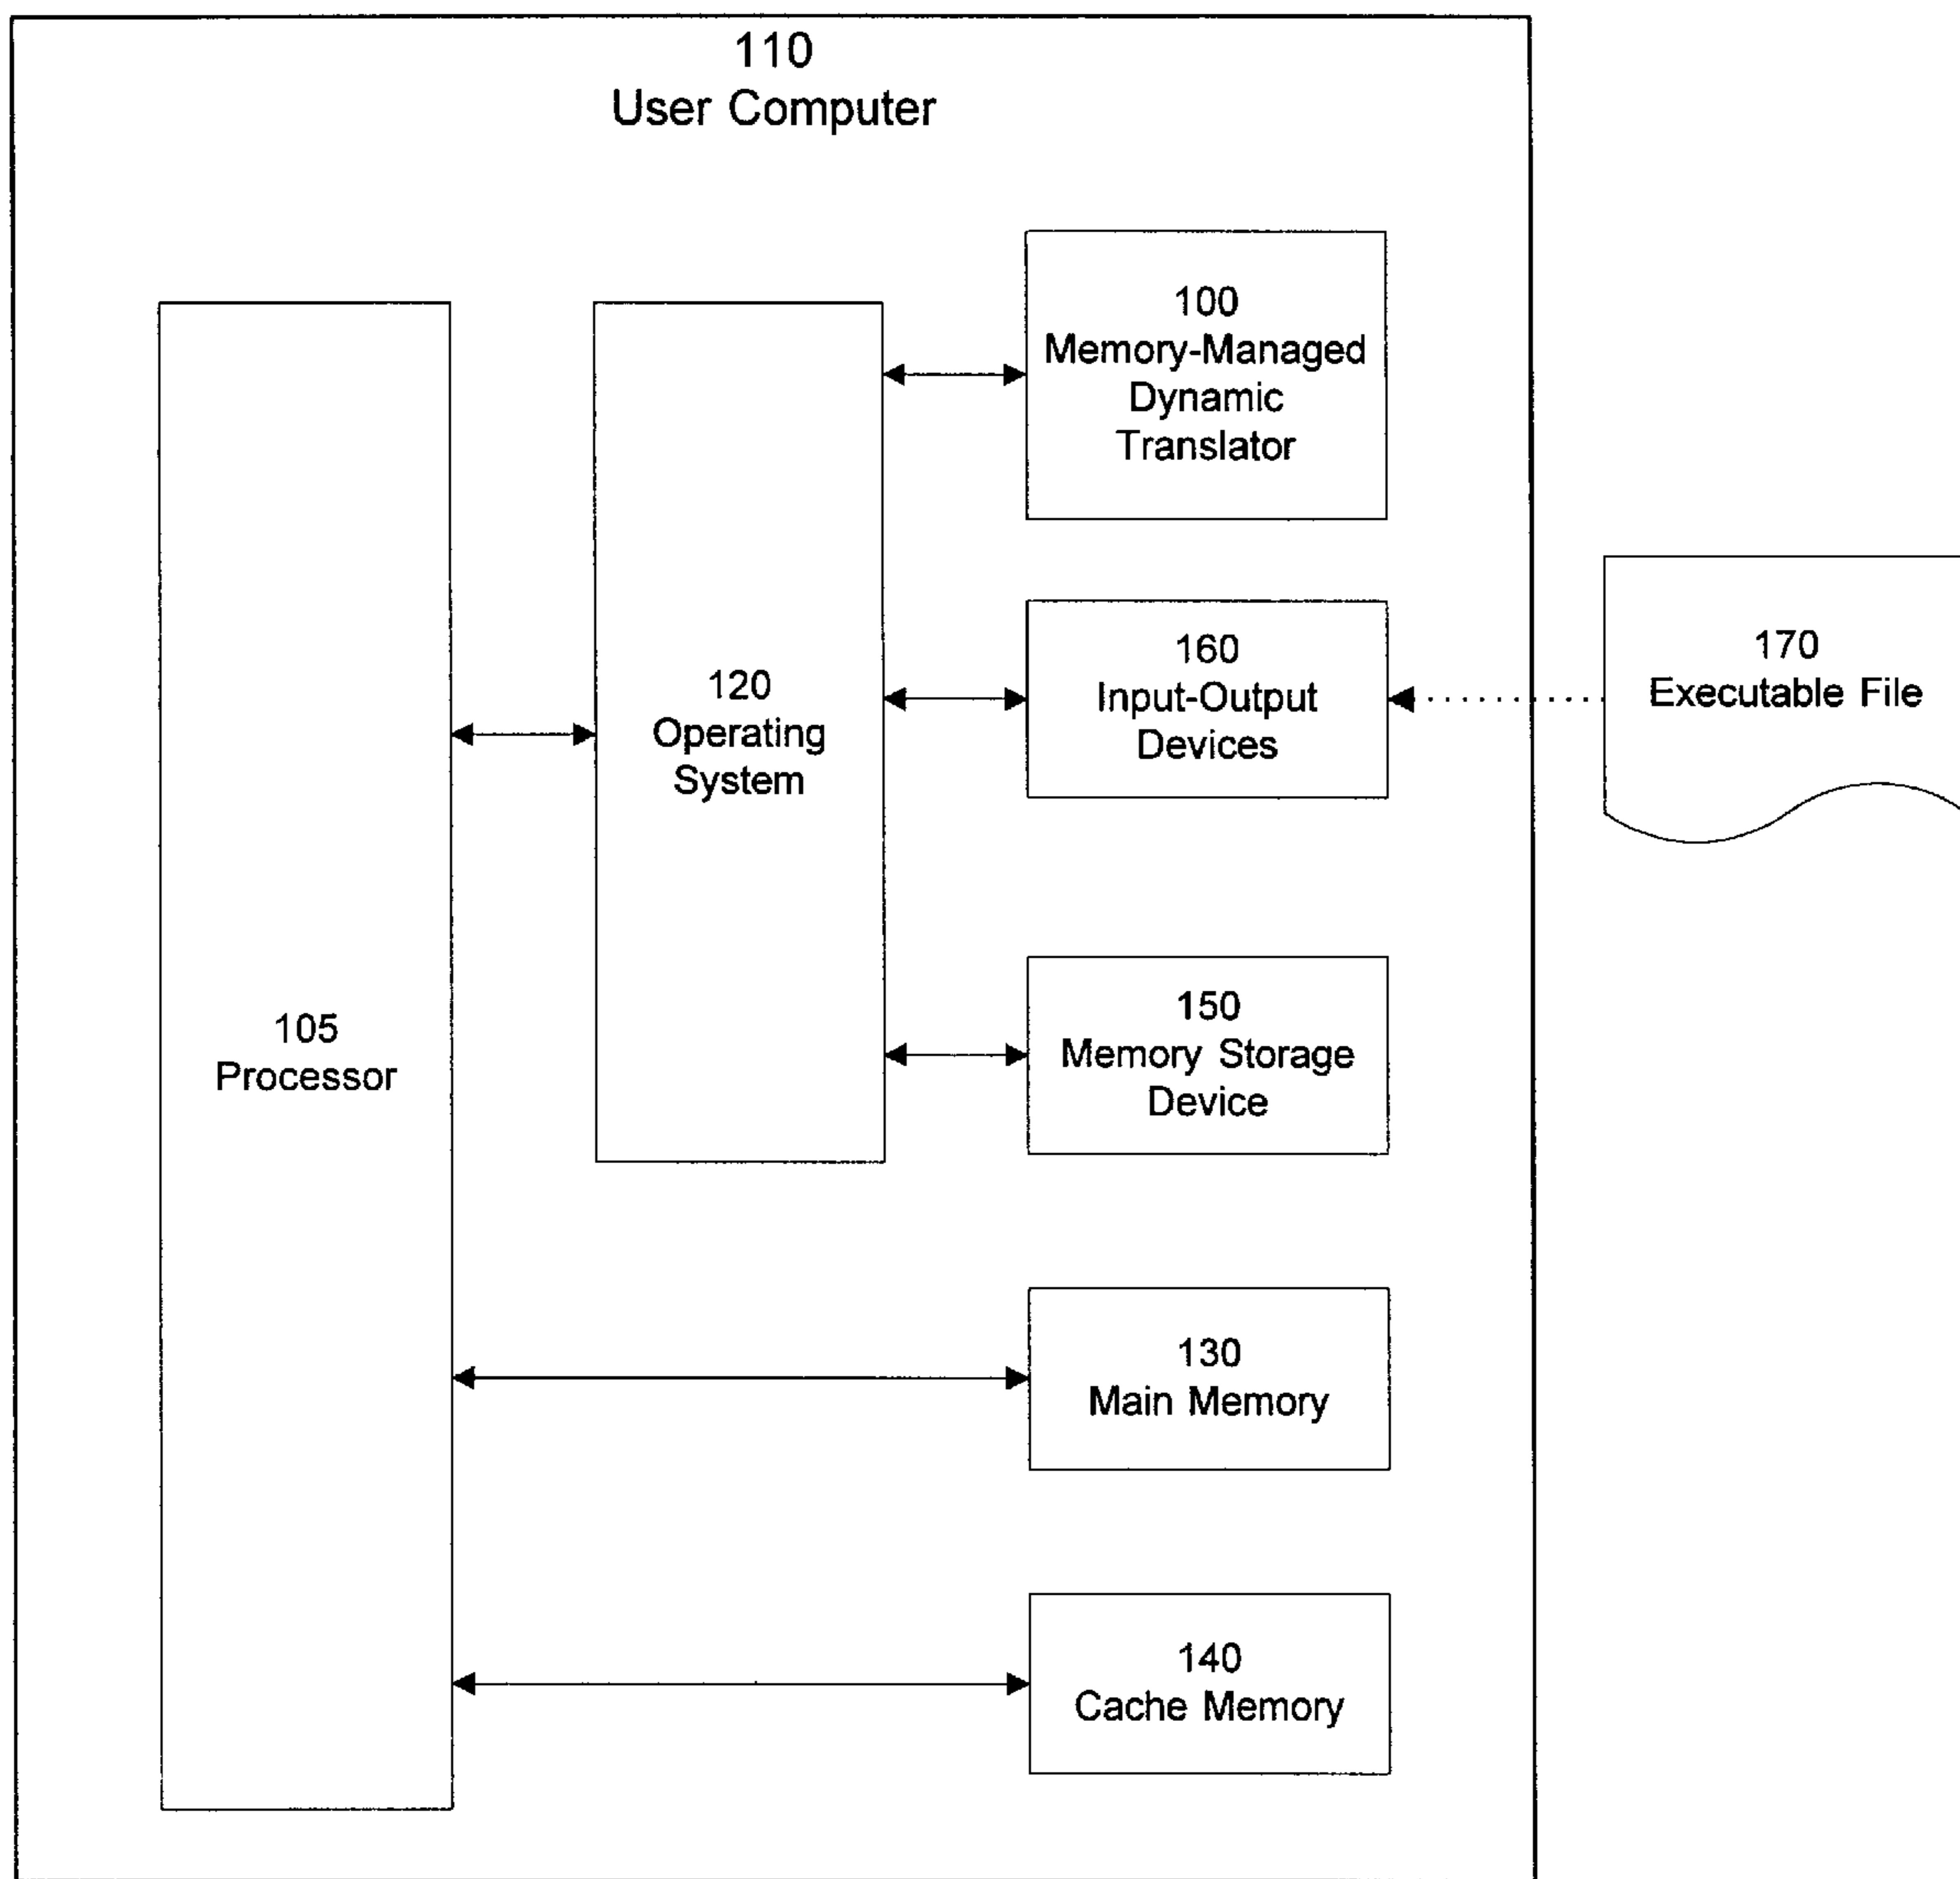 110
User Computer
100
Memory-Managed
Dynamic
Translator
160
Input-Output
Devices
170
Executable File
120
Operating
System
105
Processor
150
Memory Storage
Device
130
Main Memory
140
Cache Memory